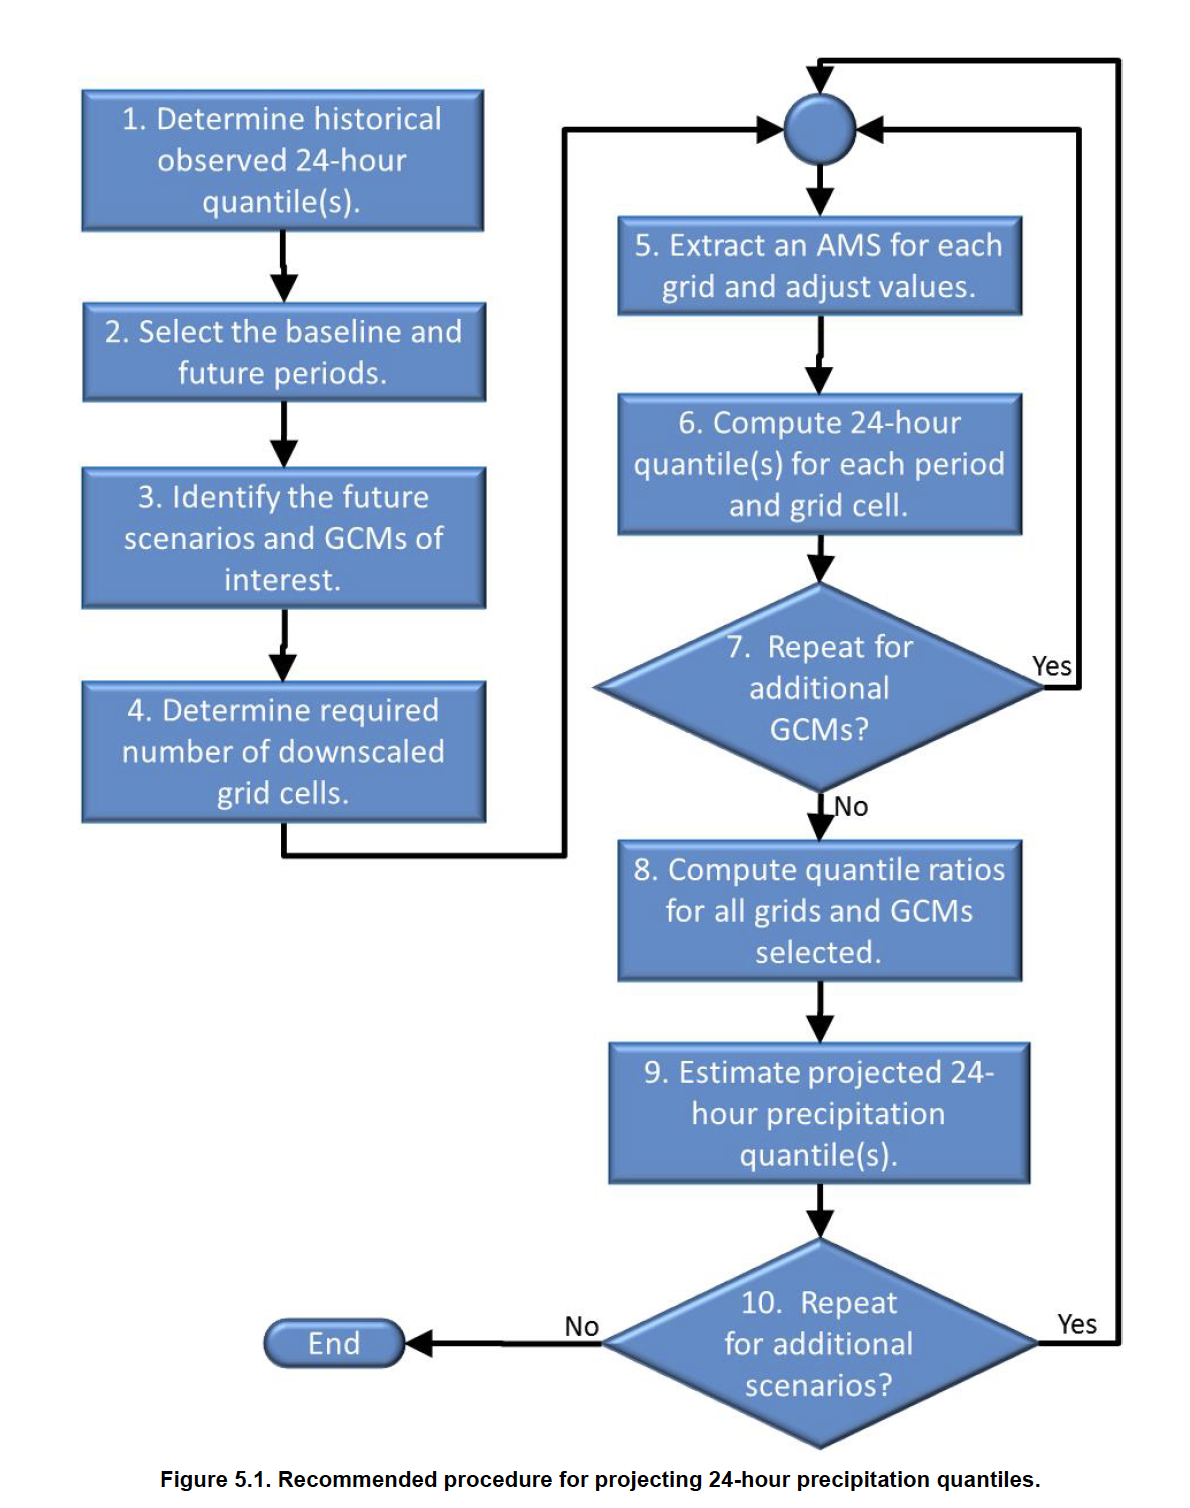 1. Determine historical
observed 24-hour
quantile(s).
2. Select the baseline and
future periods.
3. Identify the future
scenarios and GCMs of
interest.
4. Determine required
number of downscaled
grid cells.
5. Extract an AMS for each
grid and adjust values.
6. Compute 24-hour
quantile(s) for each period
and grid cell.
7. Repeat for
additional
GCMs?
Yes
No
8. Compute quantile ratios
for all grids and GCMs
selected.
9. Estimate projected 24-
hour precipitation
quantile(s).
10. Repeat
for additional
scenarios?
Yes
No
End
Figure 5.1. Recommended procedure for projecting 24-hour precipitation quantiles.